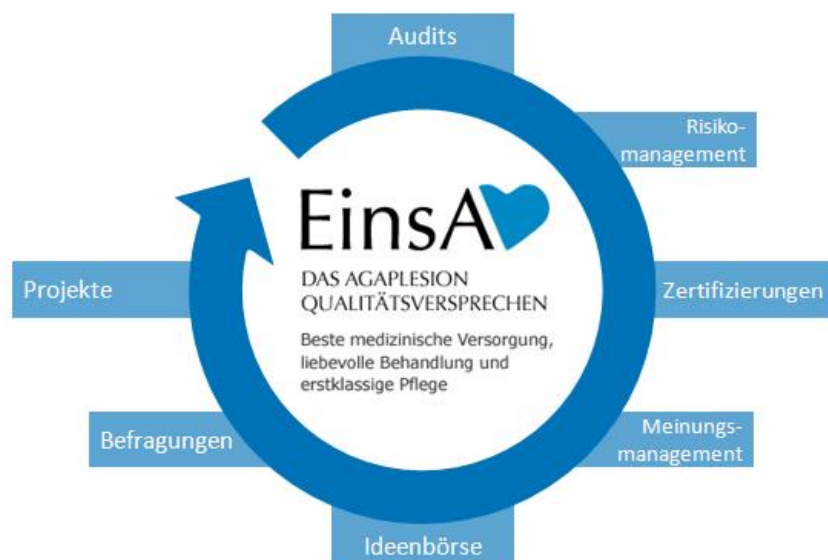 Audits
Risiko-
management
Zertifizierungen
Meinungs-
management
Ideenbörse
Befragungen
Projekte
EinsA
DAS AGAPLESION
QUALITÄTSVERSPRECHEN
Beste medizinische Versorgung,
liebevolle Behandlung und
erstklassige Pflege